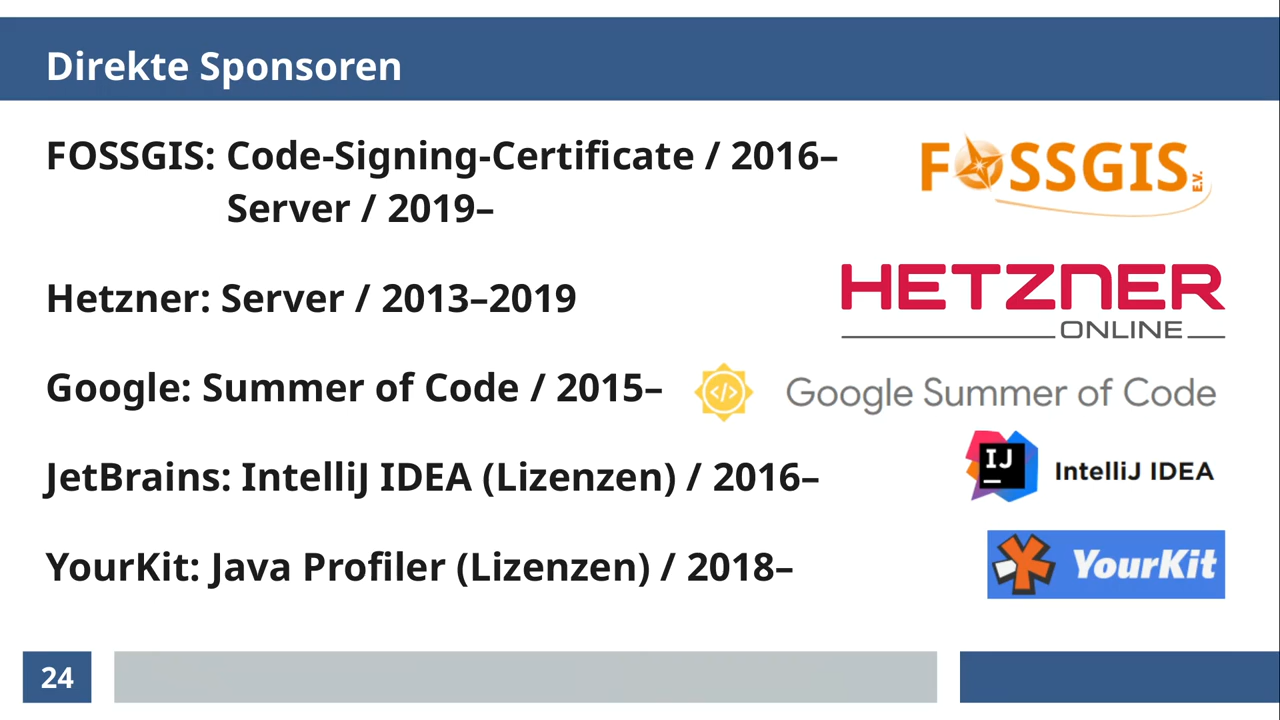 Direkte Sponsoren
FOSSGIS: Code-Signing-Certificate / 2016–
Server / 2019–
FOSSGIS E.V.
Hetzner: Server / 2013–2019
HETZNER
ONLINE
Google: Summer of Code / 2015–
</> Google Summer of Code
JetBrains: IntelliJ IDEA (Lizenzen) / 2016–
IJ IntelliJ IDEA
YourKit: Java Profiler (Lizenzen) / 2018–
YourKit
24